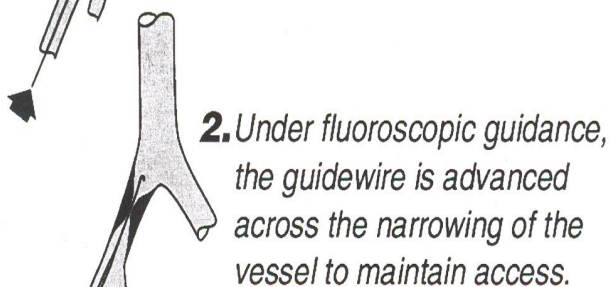 2. Under fluoroscopic guidance,
the guidewire is advanced
across the narrowing of the
vessel to maintain access.